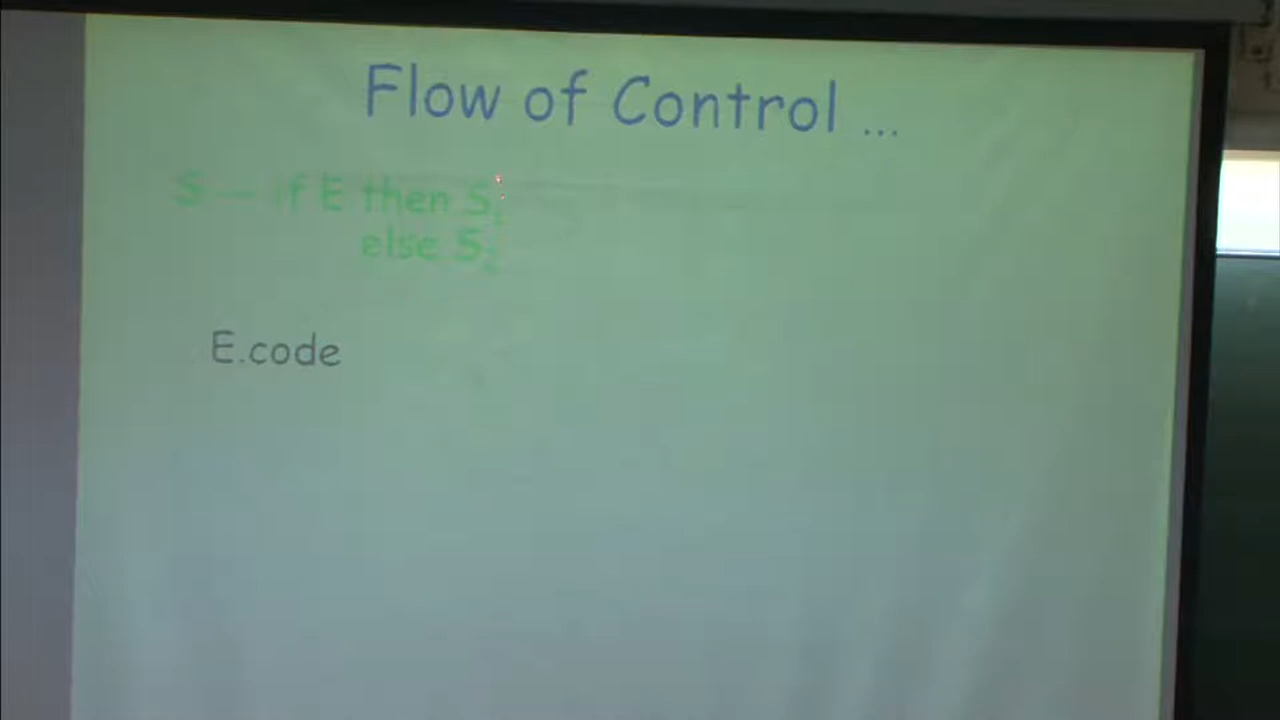 Flow of Control ...
S → if E then S1
else S2
E.code